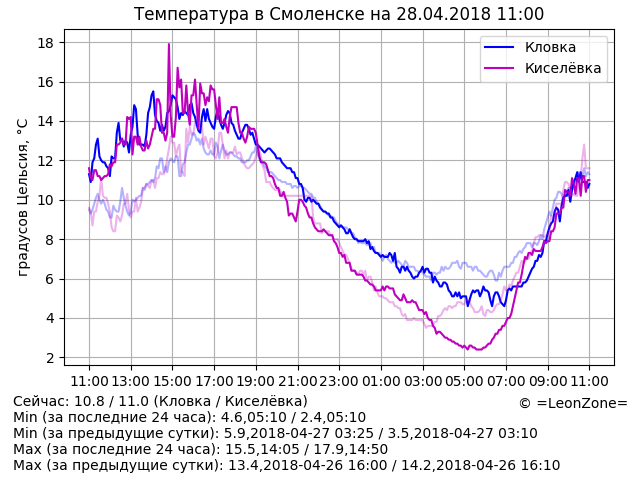 Температура в Смоленске на 28.04.2018 11:00
Кловка
Киселёвка
градусов Цельсия, °C
18
16
14
12
10
8
6
4
2
11:00 13:00 15:00 17:00 19:00 21:00 23:00 01:00 03:00 05:00 07:00 09:00 11:00
Сейчас: 10.8 / 11.0 (Кловка / Киселёвка)
© =LeonZone=
Min (за последние 24 часа): 4.6,05:10 / 2.4,05:10
Min (за предыдущие сутки): 5.9,2018-04-27 03:25 / 3.5,2018-04-27 03:10
Max (за последние 24 часа): 15.5,14:05 / 17.9,14:50
Max (за предыдущие сутки): 13.4,2018-04-26 16:00 / 14.2,2018-04-26 16:10